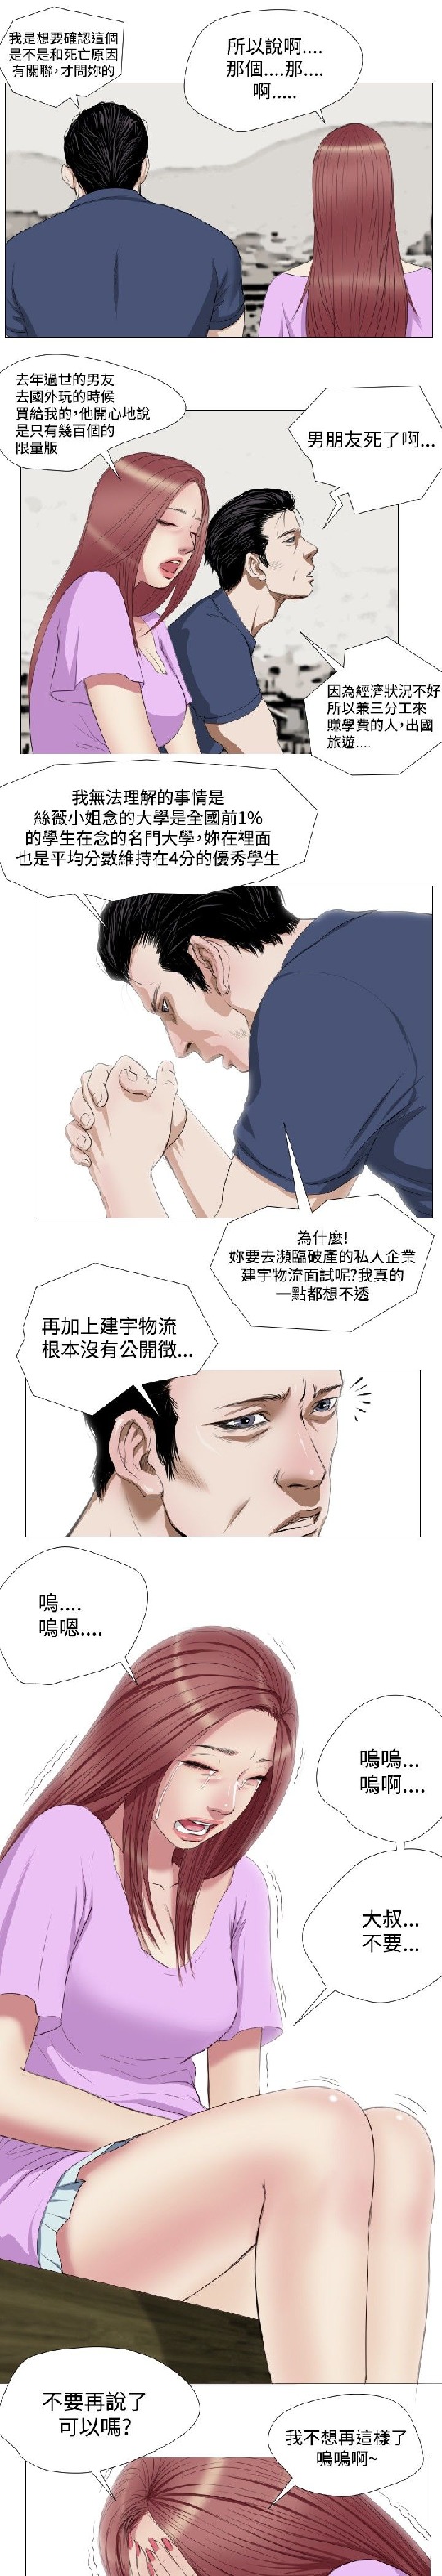 我是想要確認這個
是不是和死亡原因
有關聯，才問妳的
所以說啊....
那個....那....
啊.....
去年過世的男友
去國外玩的時候
買給我的，他開心地說
是只有幾百個的
限量版
男朋友死了啊...
因為經濟狀況不好
所以兼三分工來
賺學費的人，出國
旅遊....
我無法理解的事情是
絲薇小姐念的大學是全國前1%
的學生在念的名門大學，妳在裡面
也是平均分數維持在4分的優秀學生
為什麼!
妳要去瀕臨破產的私人企業
建宇物流面試呢?我真的
一點都想不透
再加上建宇物流
根本沒有公開徵...
嗚....
嗚嗯....
嗚嗚...
嗚啊....
大叔...
不要...
不要再說了
可以嗎?
我不想再這樣了
嗚嗚啊~